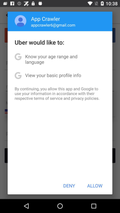 10:38
App Crawler
appcrawler6@gmail.com
Uber would like to:
Know your age range and
language
View your basic profile info
By continuing, you allow this app and Google to
use your information in accordance with their
respective terms of service and privacy policies.
DENY
ALLOW